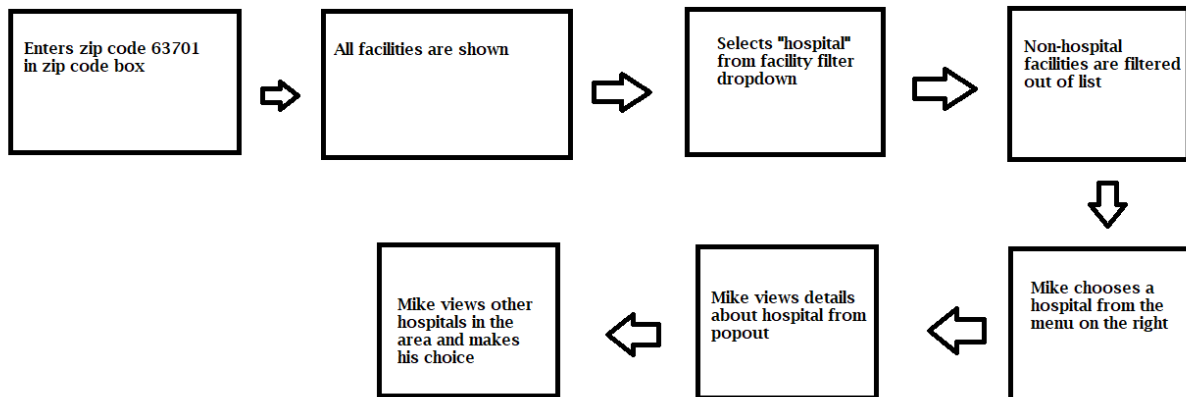 Enters zip code 63701
in zip code box
All facilities are shown
Selects "hospital"
from facility filter
dropdown
Non-hospital
facilities are filtered
out of list
Mike chooses a
hospital from the
menu on the right
Mike views details
about hospital from
popout
Mike views other
hospitals in the
area and makes
his choice